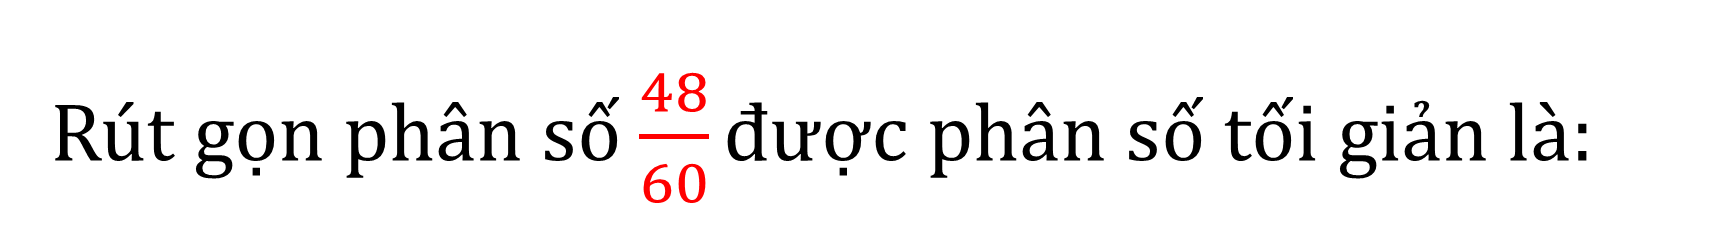 Rút gọn phân số 48/60 được phân số tối giản là: